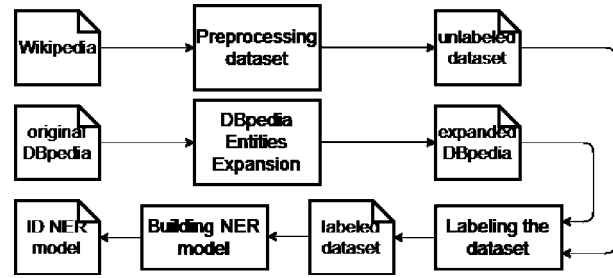 Wikipedia
Preprocessing
dataset
unlabeled
dataset
original
DBpedia
DBpedia
Entities
Expansion
expanded
DBpedia
ID NER
model
Building NER
model
labeled
dataset
Labeling the
dataset